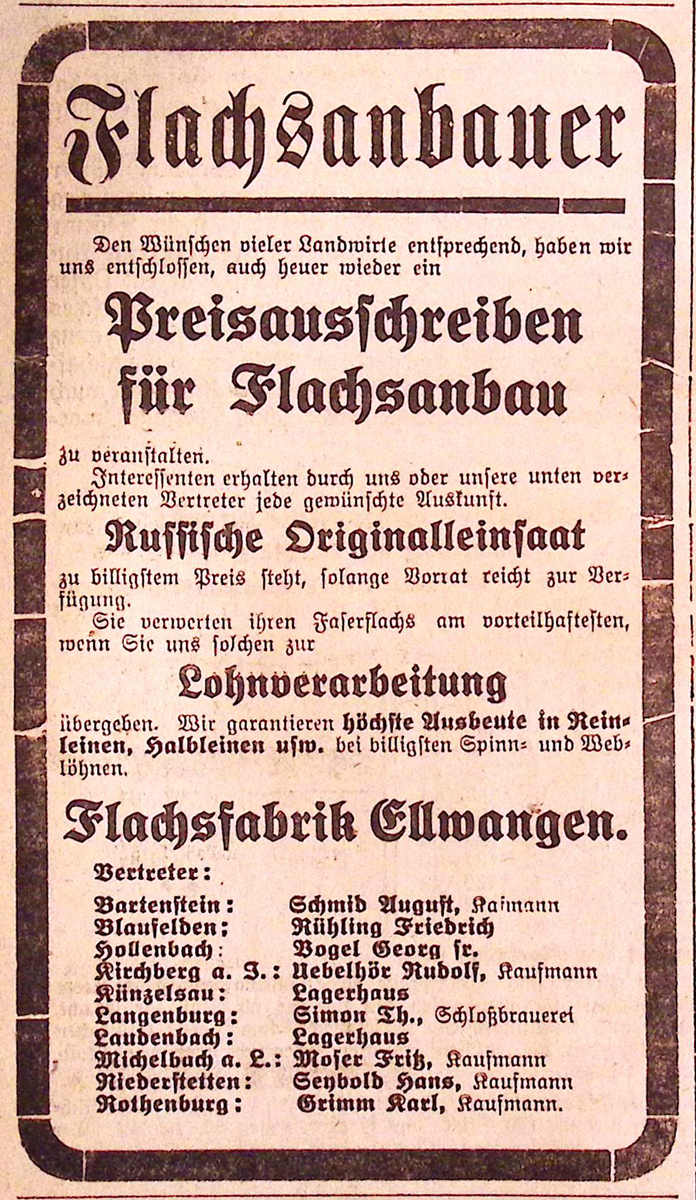 Flachsanbauer
Den Wünschen vieler Landwirte entsprechend, haben wir
uns entschlossen, auch heuer wieder ein
Preisausschreiben
für Flachsanbau
zu veranstalten.
Interessenten erhalten durch uns oder unsere unten ver-
zeichneten Vertreter jede gewünschte Auskunft.
Russische Originalleinsaat
zu billigstem Preis steht, solange Vorrat reicht zur Ver-
fügung.
Sie verwerten ihren Faserflachs am vorteilhaftesten,
wenn Sie uns solchen zur
Lohnverarbeitung
übergeben. Wir garantieren höchste Ausbeute in Rein-
leinen, Halbleinen usw. bei billigsten Spinn- und Web-
löhnen.
Flachsfabrik Ellwangen.
Vertreter:
Bartenstein: Schmid August, Kafmann
Blaufelden: Rühling Friedrich
Hollenbach: Vogel Georg sr.
Kirchberg a. J.: Uebelhör Rudolf, Kaufmann
Künzelsau: Lagerhaus
Langenburg: Simon Th., Schloßbrauerei
Laudenbach: Lagerhaus
Michelbach a. L.: Moser Fritz, Kaufmann
Niederstetten: Seybold Hans, Kaufmann
Rothenburg: Grimm Karl, Kaufmann.